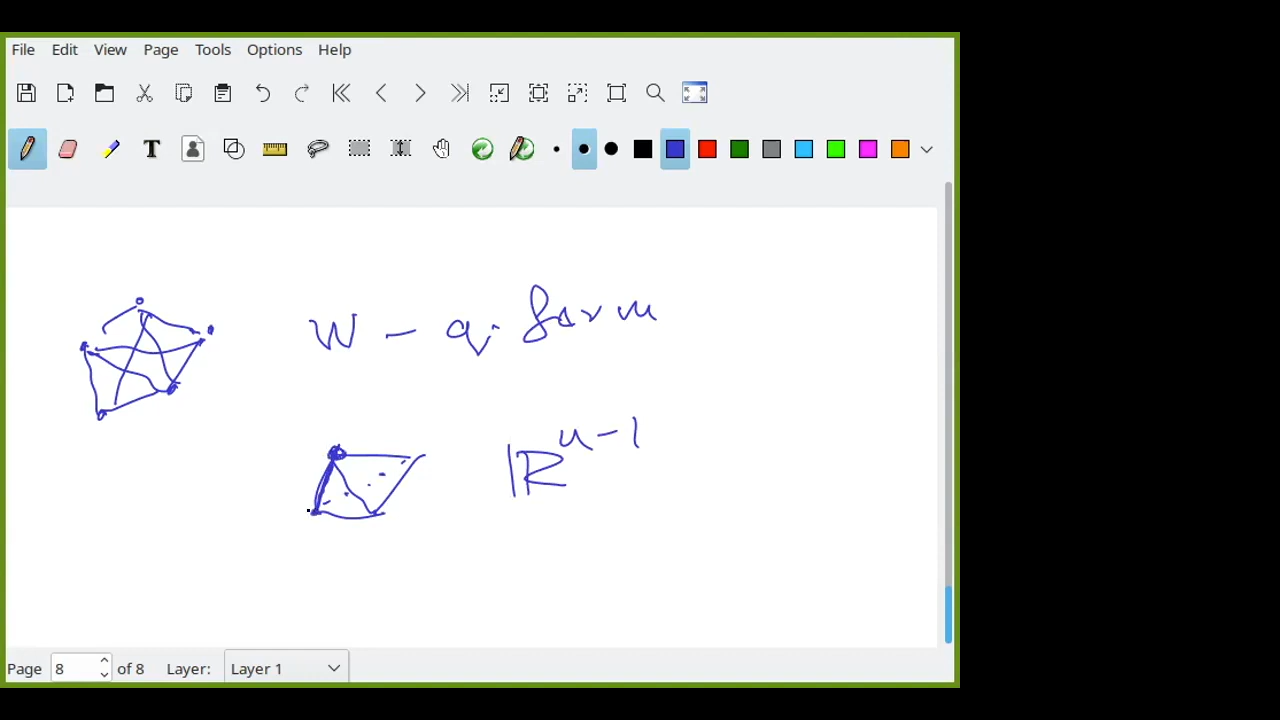 File Edit View Page Tools Options Help
T
W - q. form
ℝ^{n-1}
Page 8 of 8 Layer: Layer 1